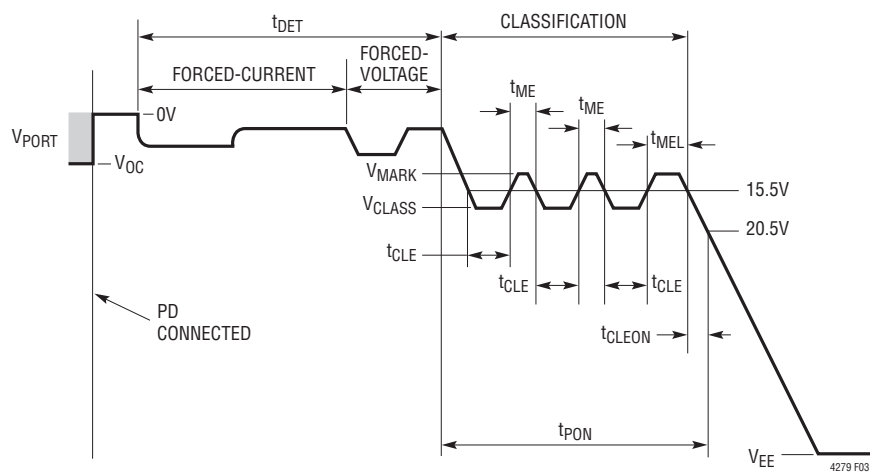 tDET
CLASSIFICATION
FORCED-CURRENT
FORCED-
VOLTAGE
tME
tME
tMEL
0V
VPORT
VOC
VMARK
VCLASS
15.5V
20.5V
tCLE
tCLE
tCLE
tCLEON
PD
CONNECTED
tPON
VEE
4279 F03